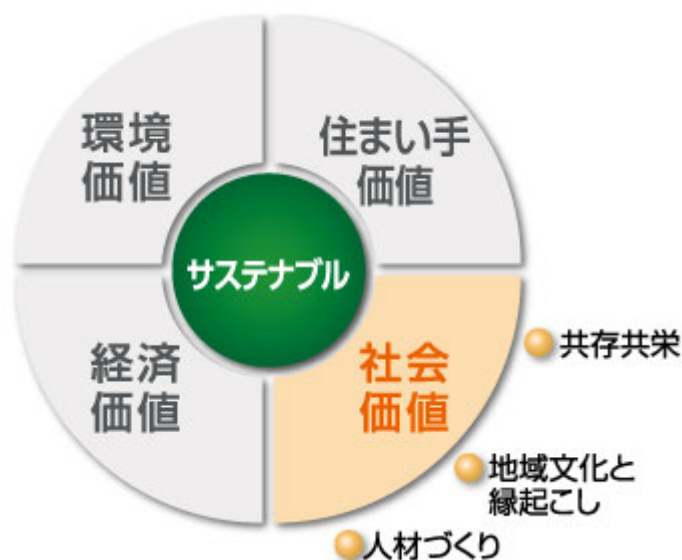 環境
価値
住まい手
価値
サステナブル
経済
価値
社会
価値
共存共栄
地域文化と
縁起こし
人材づくり